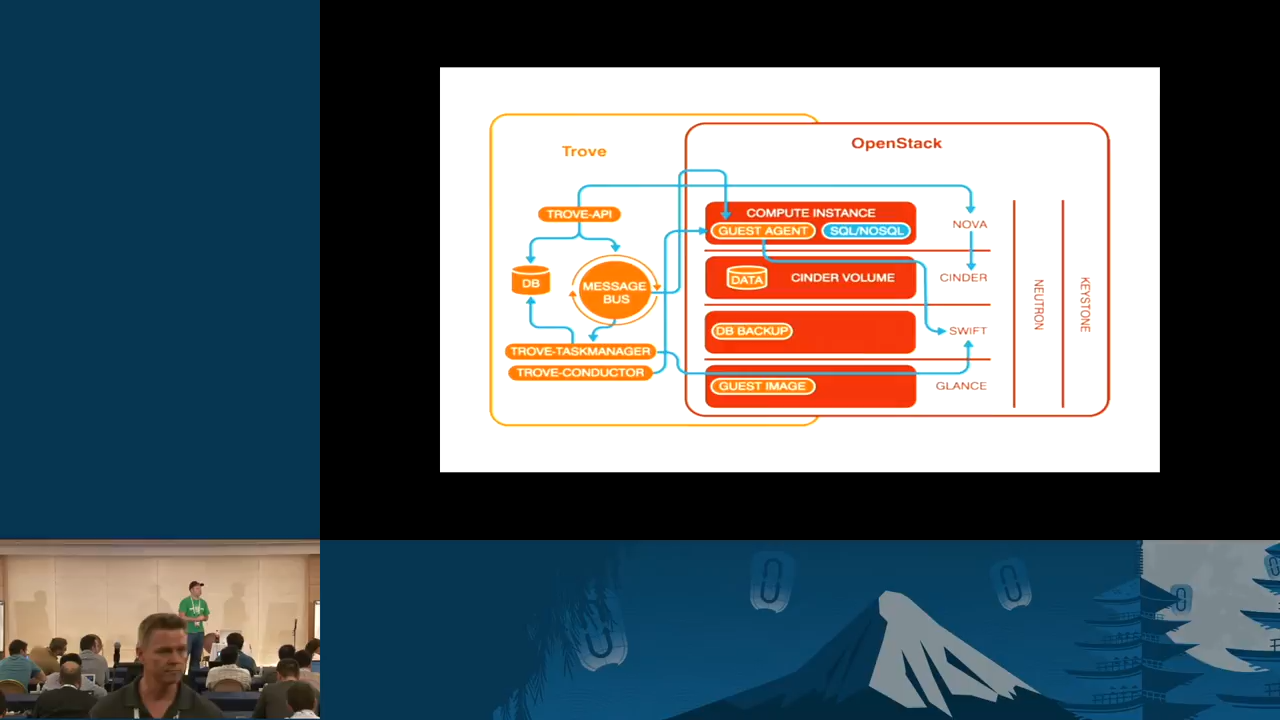 Trove
OpenStack
TROVE-API
DB
MESSAGE
BUS
TROVE-TASKMANAGER
TROVE-CONDUCTOR
COMPUTE INSTANCE
GUEST AGENT
SQL/NOSQL
DATA
CINDER VOLUME
DB BACKUP
GUEST IMAGE
NOVA
CINDER
SWIFT
GLANCE
NEUTRON
KEYSTONE